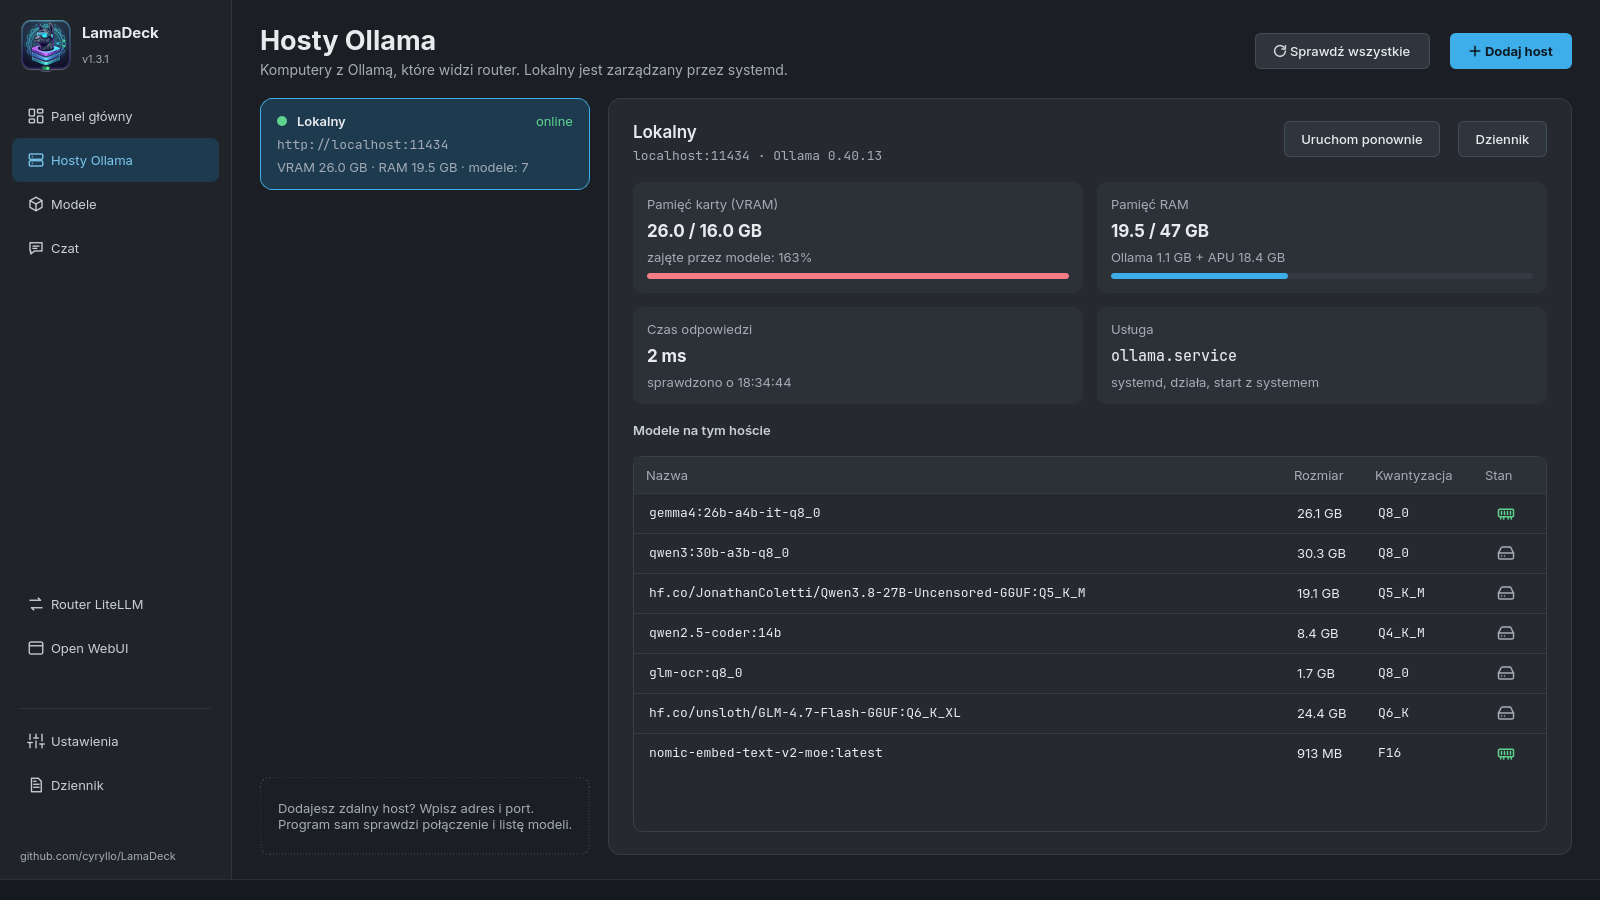 LamaDeck
v1.3.1
Panel główny
Hosty Ollama
Modele
Czat
Router LiteLLM
Open WebUI
Ustawienia
Dziennik
github.com/cyryllo/LamaDeck
Hosty Ollama
Komputery z Ollamą, które widzi router. Lokalny jest zarządzany przez systemd.
Sprawdź wszystkie
Dodaj host
Lokalny online
http://localhost:11434
VRAM 26.0 GB · RAM 19.5 GB · modele: 7
Dodajesz zdalny host? Wpisz adres i port.
Program sam sprawdzi połączenie i listę modeli.
Lokalny
localhost:11434 · Ollama 0.40.13
Uruchom ponownie
Dziennik
Pamięć karty (VRAM)
26.0 / 16.0 GB
zajęte przez modele: 163%
Pamięć RAM
19.5 / 47 GB
Ollama 1.1 GB + APU 18.4 GB
Czas odpowiedzi
2 ms
sprawdzono o 18:34:44
Usługa
ollama.service
systemd, działa, start z systemem
Modele na tym hoście
Nazwa Rozmiar Kwantyzacja Stan
gemma4:26b-a4b-it-q8_0 26.1 GB Q8_0
qwen3:30b-a3b-q8_0 30.3 GB Q8_0
hf.co/JonathanColetti/Qwen3.8-27B-Uncensored-GGUF:Q5_K_M 19.1 GB Q5_K_M
qwen2.5-coder:14b 8.4 GB Q4_K_M
glm-ocr:q8_0 1.7 GB Q8_0
hf.co/unsloth/GLM-4.7-Flash-GGUF:Q6_K_XL 24.4 GB Q6_K
nomic-embed-text-v2-moe:latest 913 MB F16